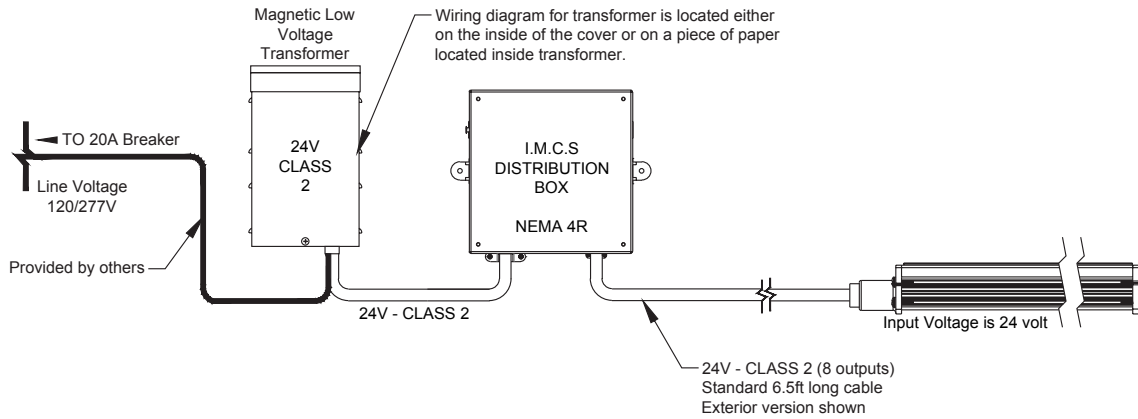 Magnetic Low
Voltage
Transformer
Wiring diagram for transformer is located either
on the inside of the cover or on a piece of paper
located inside transformer.
TO 20A Breaker
Line Voltage
120/277V
Provided by others
24V
CLASS
2
I.M.C.S
DISTRIBUTION
BOX
NEMA 4R
24V - CLASS 2
Input Voltage is 24 volt
24V - CLASS 2 (8 outputs)
Standard 6.5ft long cable
Exterior version shown